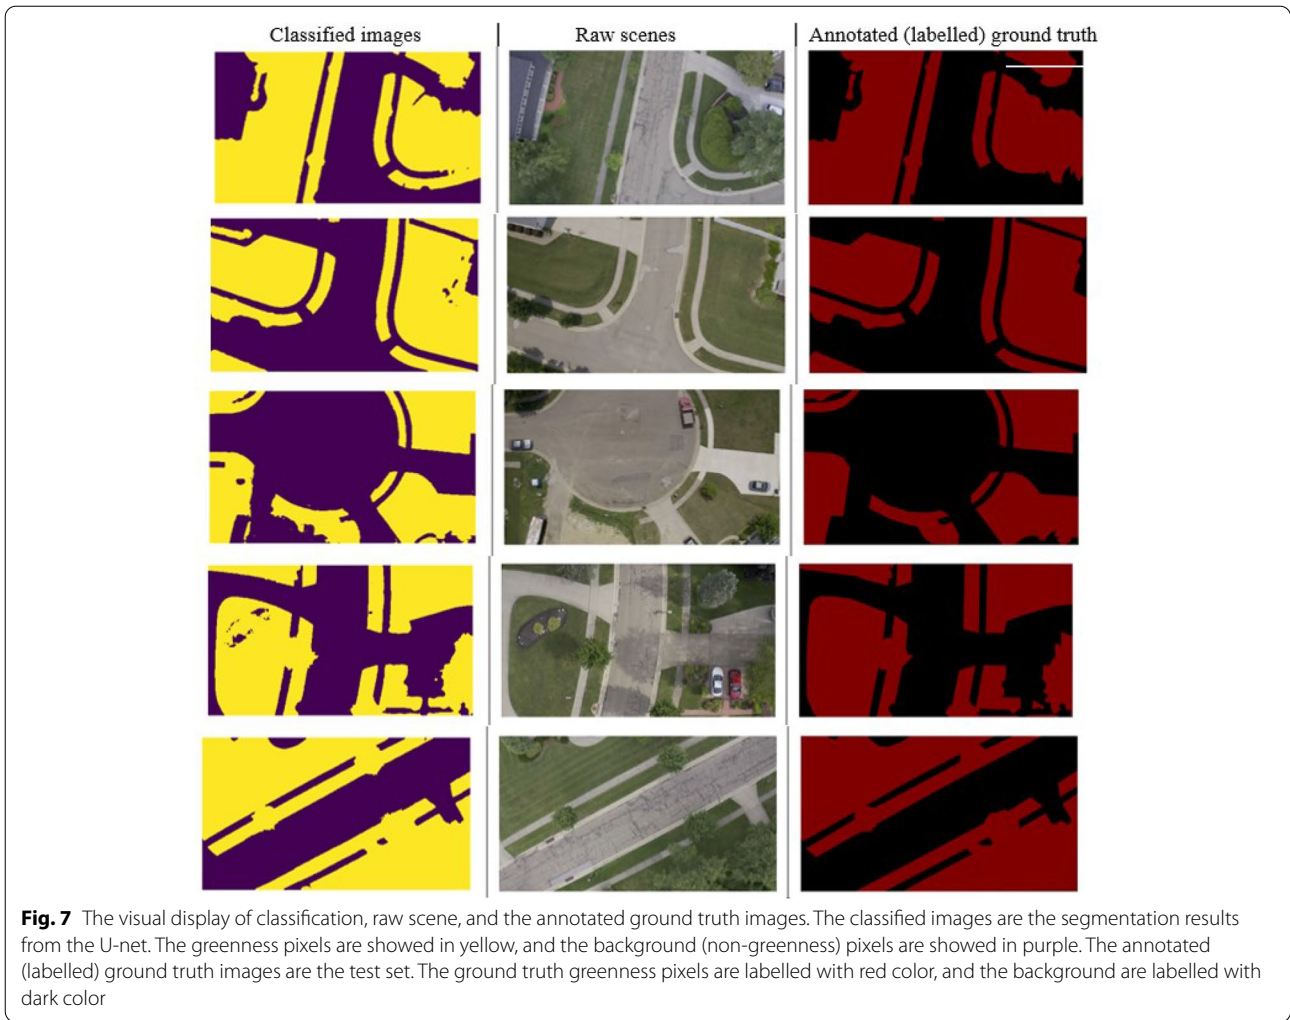 Classified images | Raw scenes | Annotated (labelled) ground truth
Fig. 7 The visual display of classification, raw scene, and the annotated ground truth images. The classified images are the segmentation results
from the U-net. The greenness pixels are showed in yellow, and the background (non-greenness) pixels are showed in purple. The annotated
(labelled) ground truth images are the test set. The ground truth greenness pixels are labelled with red color, and the background are labelled with
dark color